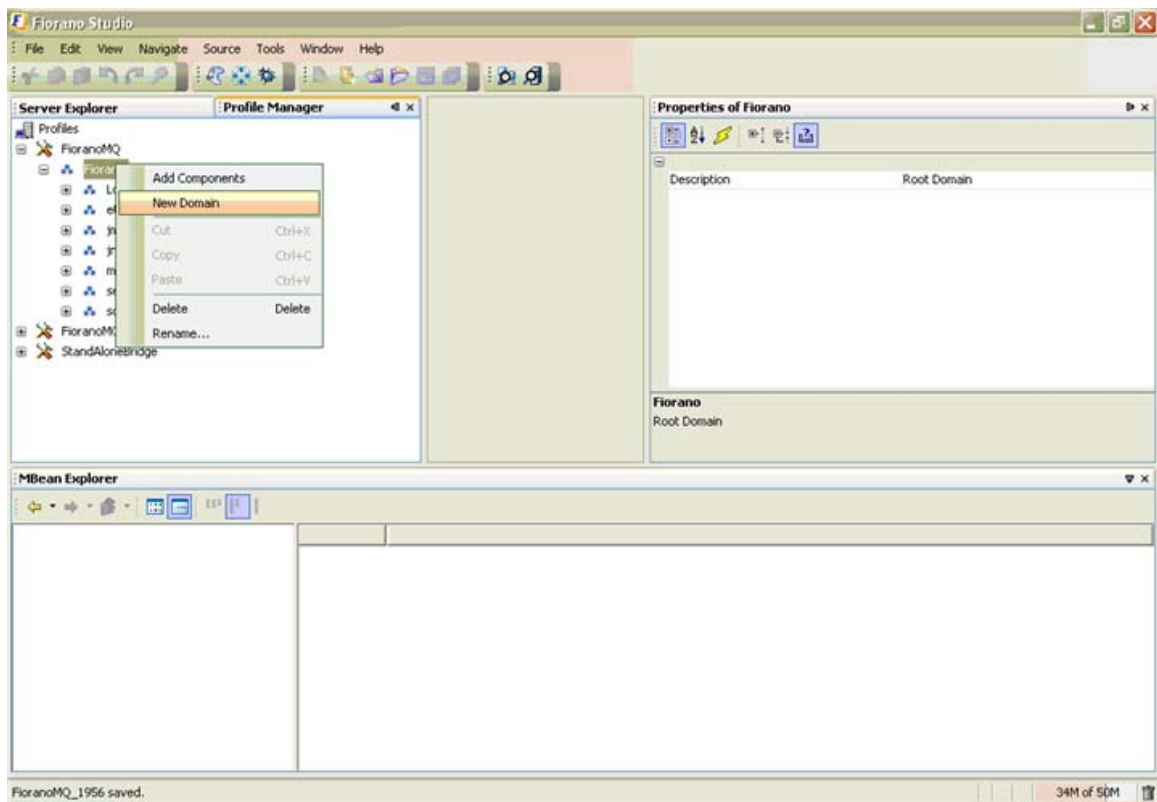 Fiorano Studio
File Edit View Navigate Source Tools Window Help
Server Explorer
Profile Manager
Profiles
FioranoMQ
Add Components
New Domain
Cut Ctrl+X
Copy Ctrl+C
Paste Ctrl+V
Delete Delete
Rename...
StandAloneBridge
Properties of Fiorano
Description Root Domain
Fiorano
Root Domain
MBean Explorer
FioranoMQ_1956 saved.
34M of 50M